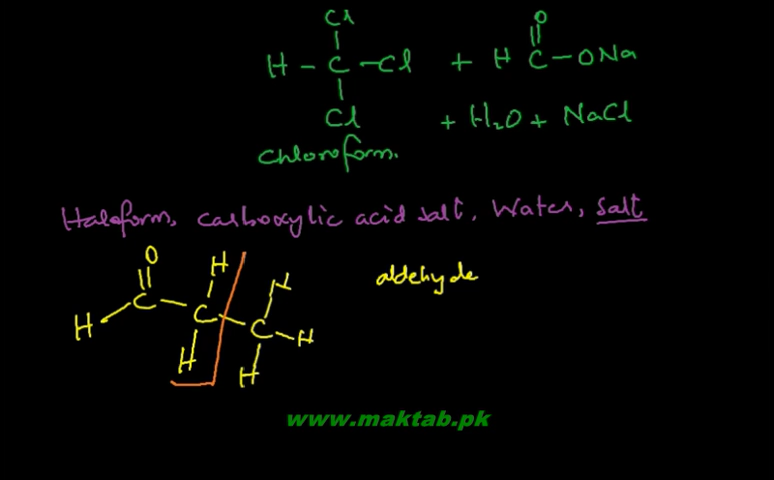 Cl
O
H - C - Cl + H C - ONa
Cl + H2O + NaCl
Chloroform.
Haloform, carboxylic acid salt, Water, Salt
O H H aldehyde
C C
H C H
H H
www.maktab.pk